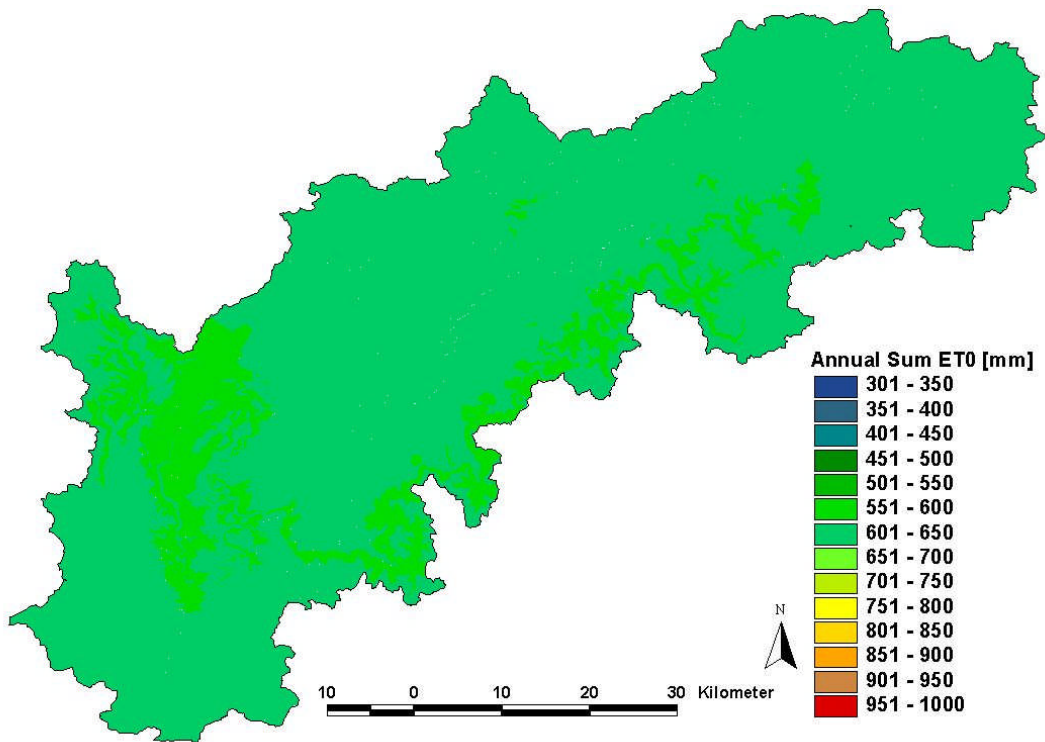 Annual Sum ET0 [mm]
301 - 350
351 - 400
401 - 450
451 - 500
501 - 550
551 - 600
601 - 650
651 - 700
701 - 750
751 - 800
801 - 850
851 - 900
901 - 950
951 - 1000
N
10 0 10 20 30 Kilometer